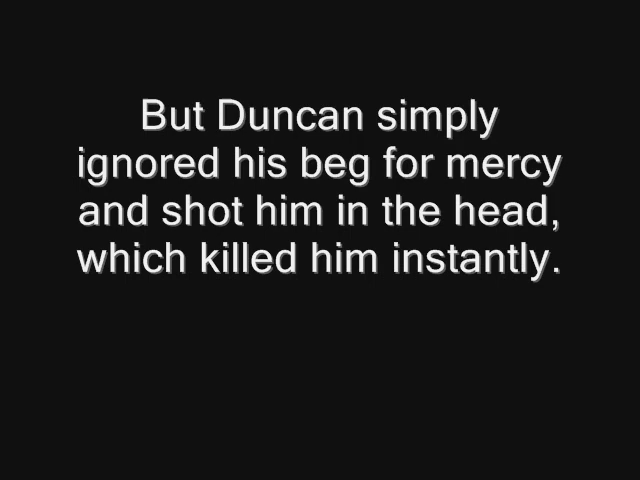 But Duncan simply
ignored his beg for mercy
and shot him in the head,
which killed him instantly.